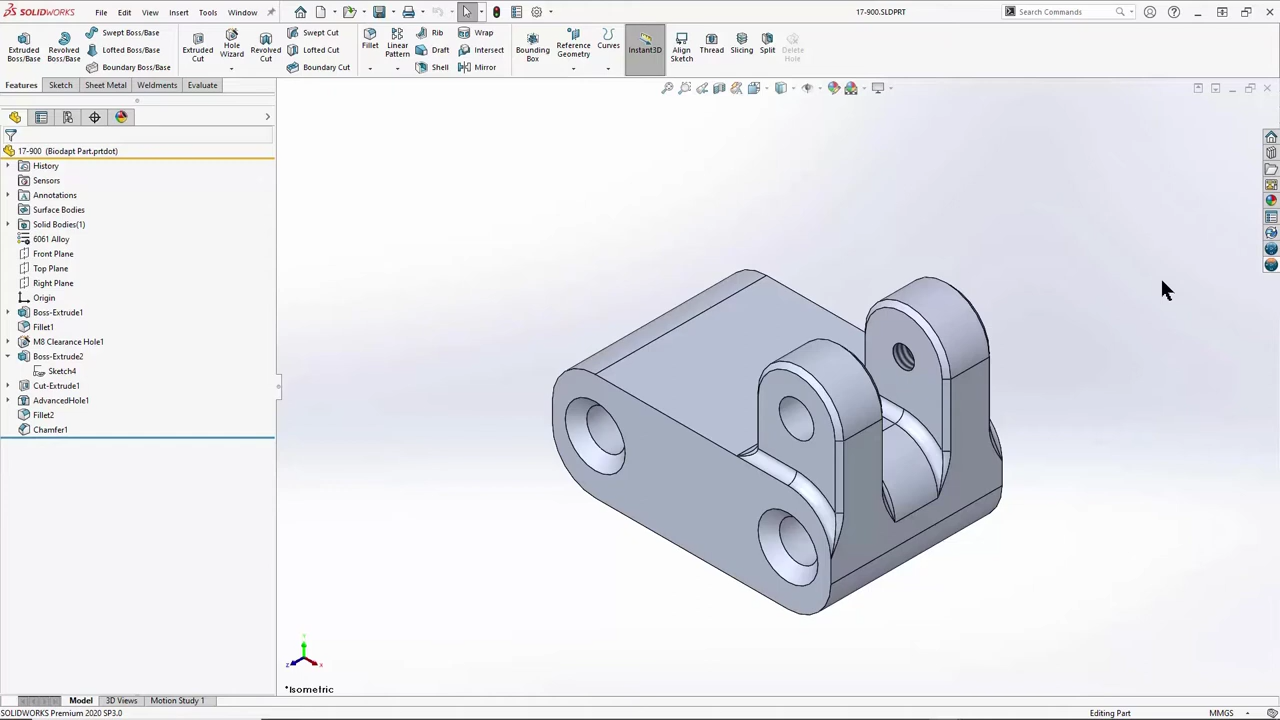 SOLIDWORKS File Edit View Insert Tools Window 17-900.SLDPRT Search Commands
Extruded Boss/Base
Revolved Boss/Base
Swept Boss/Base
Lofted Boss/Base
Boundary Boss/Base
Extruded Cut
Hole Wizard
Revolved Cut
Swept Cut
Lofted Cut
Boundary Cut
Fillet
Linear Pattern
Rib
Draft
Shell
Wrap
Intersect
Mirror
Bounding Box
Reference Geometry
Curves
Instant3D
Align Sketch
Thread
Slicing
Split
Delete Hole
Features Sketch Sheet Metal Weldments Evaluate
17-900 (Biodapt Part.prtdot)
History
Sensors
Annotations
Surface Bodies
Solid Bodies(1)
6061 Alloy
Front Plane
Top Plane
Right Plane
Origin
Boss-Extrude1
Fillet1
M8 Clearance Hole1
Boss-Extrude2
Sketch4
Cut-Extrude1
AdvancedHole1
Fillet2
Chamfer1
Y
Z X
*Isometric
Model 3D Views Motion Study 1
SOLIDWORKS Premium 2020 SP3.0 Editing Part MMGS